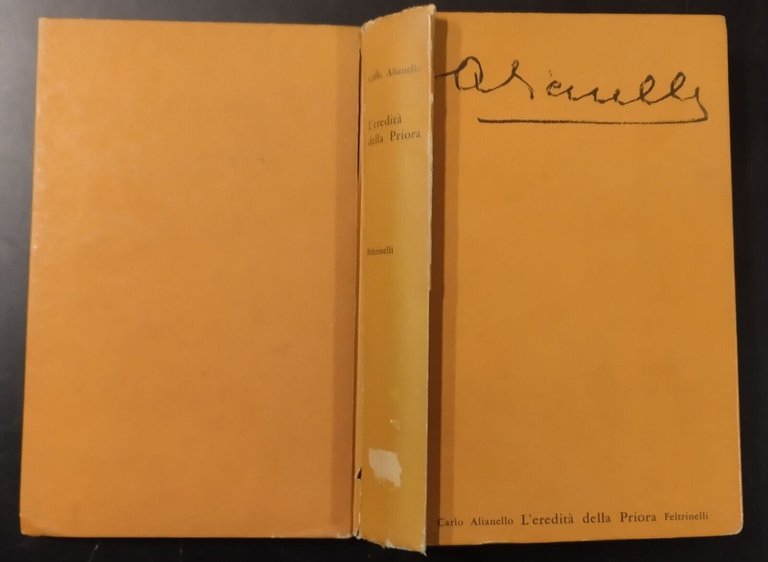 Carlo Alianello
L'eredità
della Priora
Feltrinelli
Alianello
Carlo Alianello L'eredità della Priora Feltrinelli